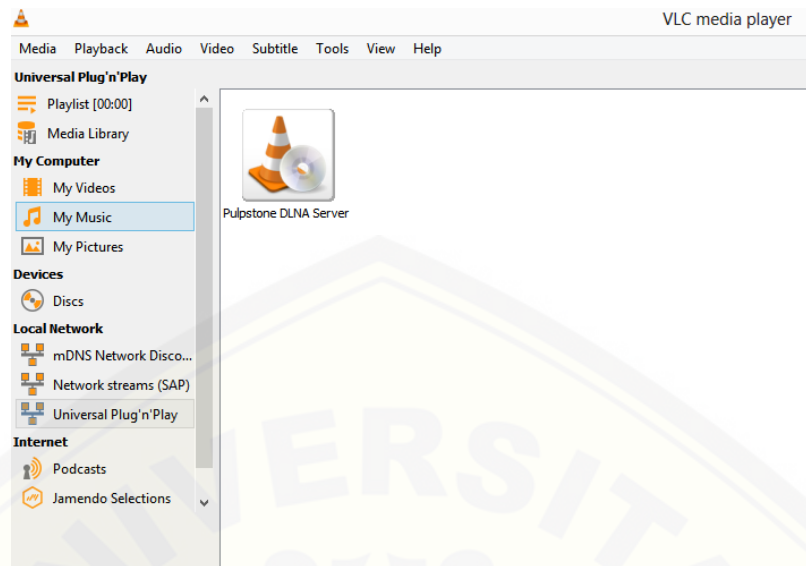 VLC media player
Media Playback Audio Video Subtitle Tools View Help
Universal Plug'n'Play
Playlist [00:00]
Media Library
My Computer
My Videos
My Music
My Pictures
Devices
Discs
Local Network
mDNS Network Disco...
Network streams (SAP)
Universal Plug'n'Play
Internet
Podcasts
Jamendo Selections
Pulpstone DLNA Server
UNIVERSITA